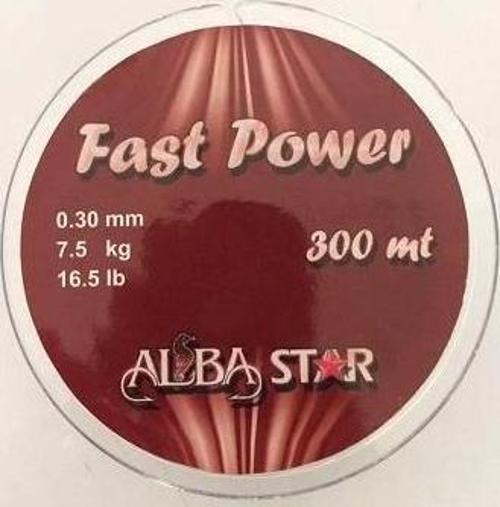 Fast Power
0.30 mm
7.5 kg
16.5 lb
300 mt
ALBA STAR